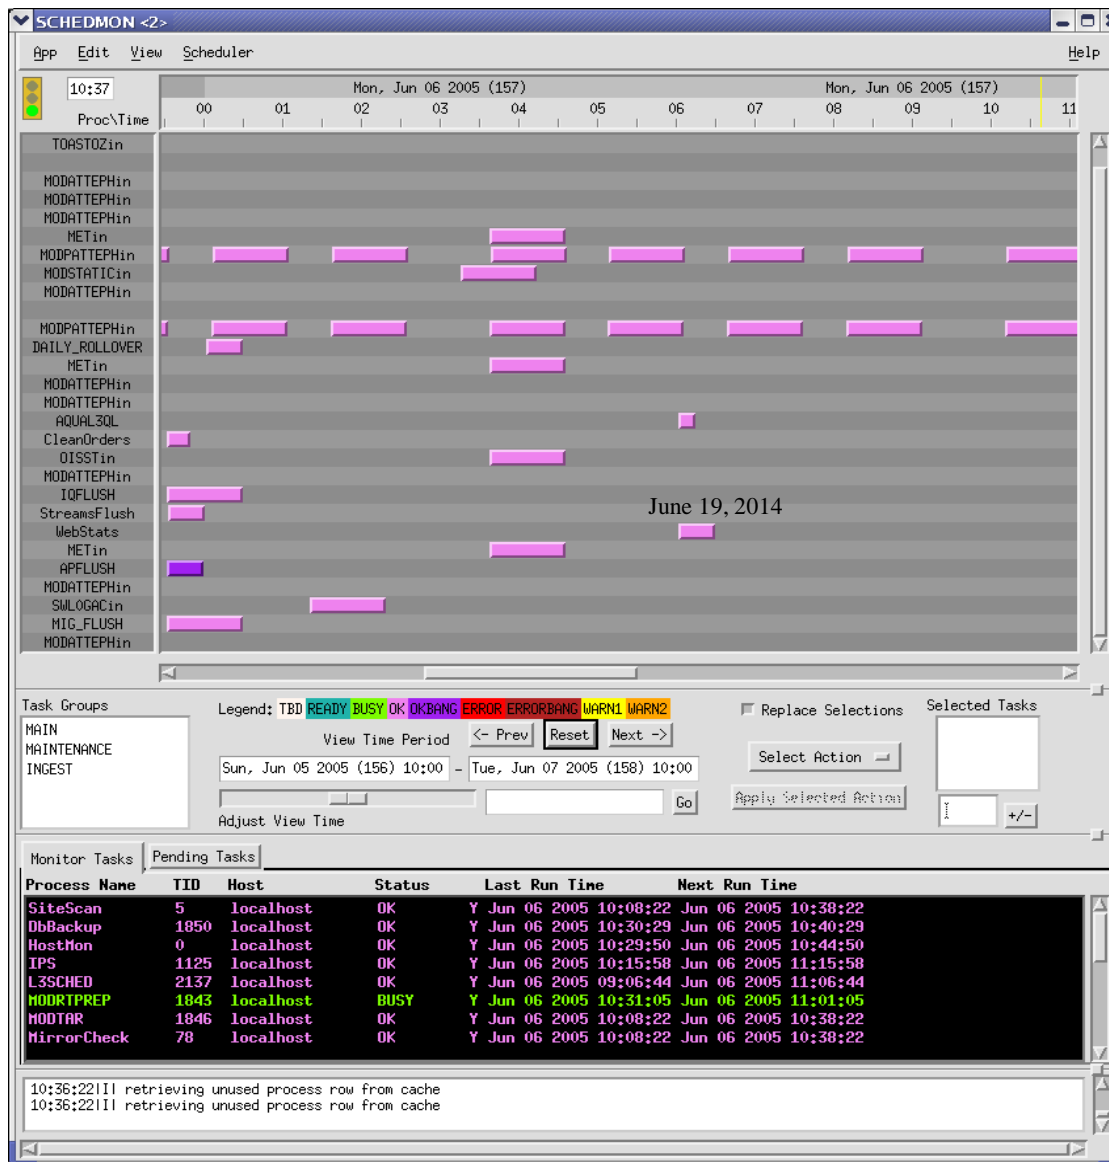 SCHEDMON <2>
App Edit View Scheduler Help
10:37 Mon, Jun 06 2005 (157) Mon, Jun 06 2005 (157)
Proc\Time 00 01 02 03 04 05 06 07 08 09 10 11
TOASTOZin
MODATTEPHin
MODATTEPHin
MODATTEPHin
METin
MODPATTEPHin
MODSTATICin
MODATTEPHin
MODPATTEPHin
DAILY_ROLLOVER
METin
MODATTEPHin
MODATTEPHin
AQUAL3QL
CleanOrders
OISSTin
MODATTEPHin
IQFLUSH
StreamsFlush
June 19, 2014
WebStats
METin
APFLUSH
MODATTEPHin
SWLOGACin
MIG_FLUSH
MODATTEPHin
Task Groups
MAIN
MAINTENANCE
INGEST
Legend: TBD READY BUSY OK OKBANG ERROR ERRORBANG WARN1 WARN2
View Time Period <- Prev Reset Next ->
Sun, Jun 05 2005 (156) 10:00 - Tue, Jun 07 2005 (158) 10:00
Go
Adjust View Time
Replace Selections
Select Action
Apply Selected Action
Selected Tasks
+/-
Monitor Tasks Pending Tasks
Process Name TID Host Status Last Run Time Next Run Time
SiteScan 5 localhost OK Y Jun 06 2005 10:08:22 Jun 06 2005 10:38:22
DbBackup 1850 localhost OK Y Jun 06 2005 10:30:29 Jun 06 2005 10:40:29
HostMon 0 localhost OK Y Jun 06 2005 10:29:50 Jun 06 2005 10:44:50
IPS 1125 localhost OK Y Jun 06 2005 10:15:58 Jun 06 2005 11:15:58
L3SCHED 2137 localhost OK Y Jun 06 2005 09:06:44 Jun 06 2005 11:06:44
MODRTPREP 1843 localhost BUSY Y Jun 06 2005 10:31:05 Jun 06 2005 11:01:05
MODTAR 1846 localhost OK Y Jun 06 2005 10:08:22 Jun 06 2005 10:38:22
MirrorCheck 78 localhost OK Y Jun 06 2005 10:08:22 Jun 06 2005 10:38:22
10:36:22|I| retrieving unused process row from cache
10:36:22|I| retrieving unused process row from cache